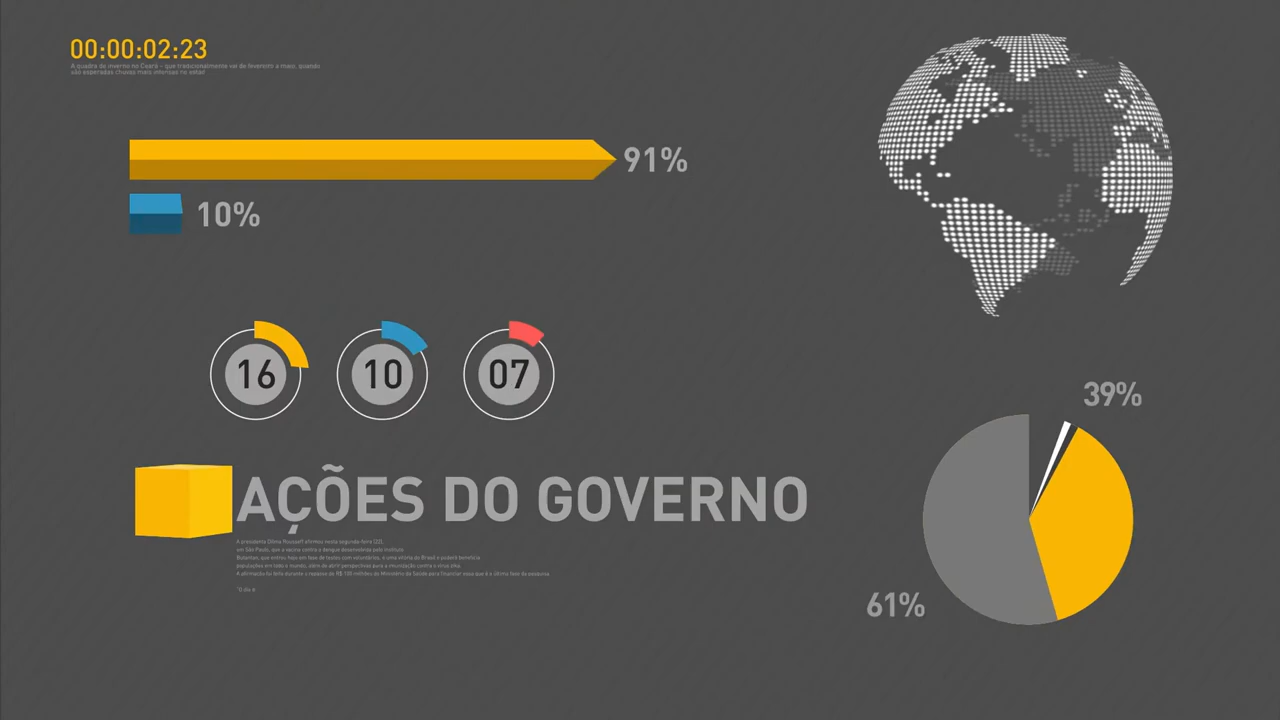 00:00:02:23
A quadra de inverno no Ceará – que tradicionalmente vai de fevereiro a maio, quando
são esperadas chuvas mais intensas no estad
91%
10%
16 10 07
39%
AÇÕES DO GOVERNO
A presidente Dilma Rousseff afirmou nesta segunda-feira (22),
em São Paulo, que a vacina contra a dengue desenvolvida pelo Instituto
Butantan, que entrou hoje em fase de testes com voluntários, é uma vitória do Brasil e poderá beneficia
populações em todo o mundo, além de abrir perspectivas para a imunização contra o vírus zika.
A afirmação foi feita durante o repasse de R$ 100 milhões do Ministério da Saúde para financiar essa que é a última fase da pesquisa
"O dia e
61%